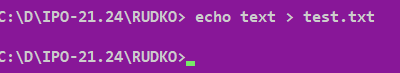 C:\D\IPO-21.24\RUDKO> echo text > test.txt
C:\D\IPO-21.24\RUDKO>